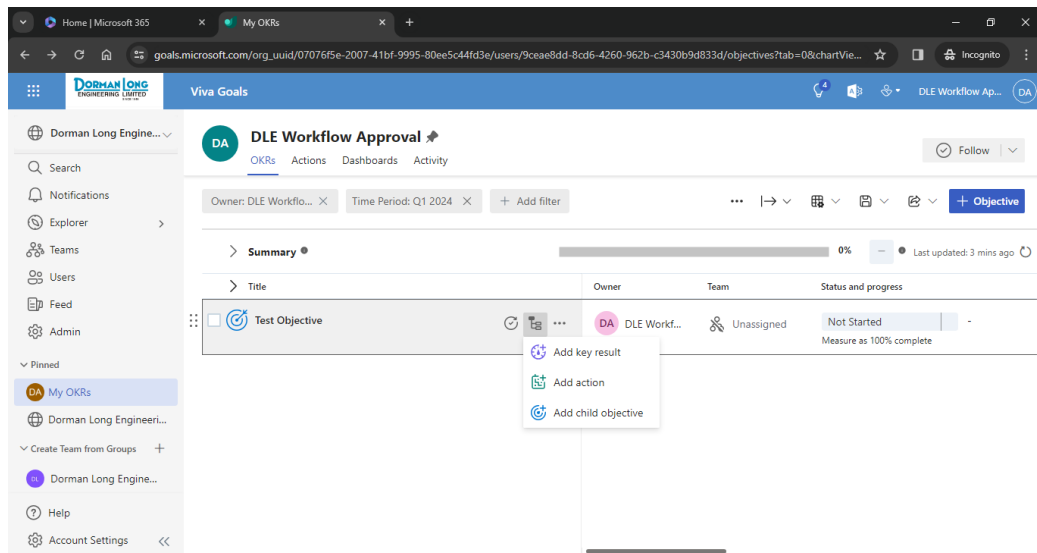 Home | Microsoft 365
My OKRs
goals.microsoft.com/org_uuid/07076f5e-2007-41bf-9995-80ee5c44fd3e/users/9ceae8dd-8cd6-4260-962b-c3430b9d833d/objectives?tab=0&chartVie...
Incognito
DORMAN LONG
ENGINEERING LIMITED
Viva Goals
4
DLE Workflow Ap...
DA
Dorman Long Engine...
Search
Notifications
Explorer
Teams
Users
Feed
Admin
Pinned
DA My OKRs
Dorman Long Engineeri...
Create Team from Groups
DL Dorman Long Engine...
Help
Account Settings
DA
DLE Workflow Approval
OKRs Actions Dashboards Activity
Follow
Owner: DLE Workflo... Time Period: Q1 2024 + Add filter
+ Objective
Summary 0% – Last updated: 3 mins ago
Title Owner Team Status and progress
Test Objective DA DLE Workf... Unassigned Not Started -
Measure as 100% complete
Add key result
Add action
Add child objective